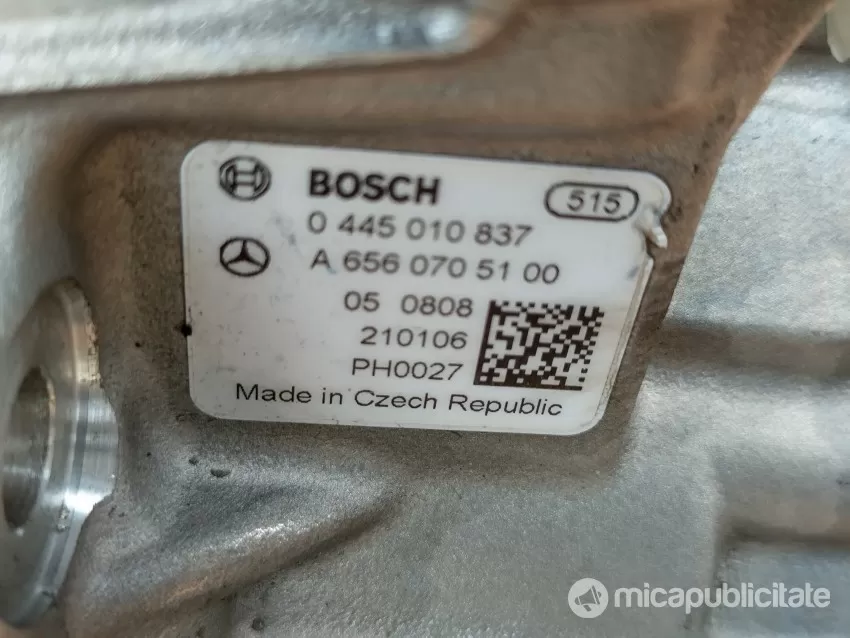 BOSCH 515
0 445 010 837
A 656 070 51 00
05 0808
210106
PH0027
Made in Czech Republic
micapublicitate